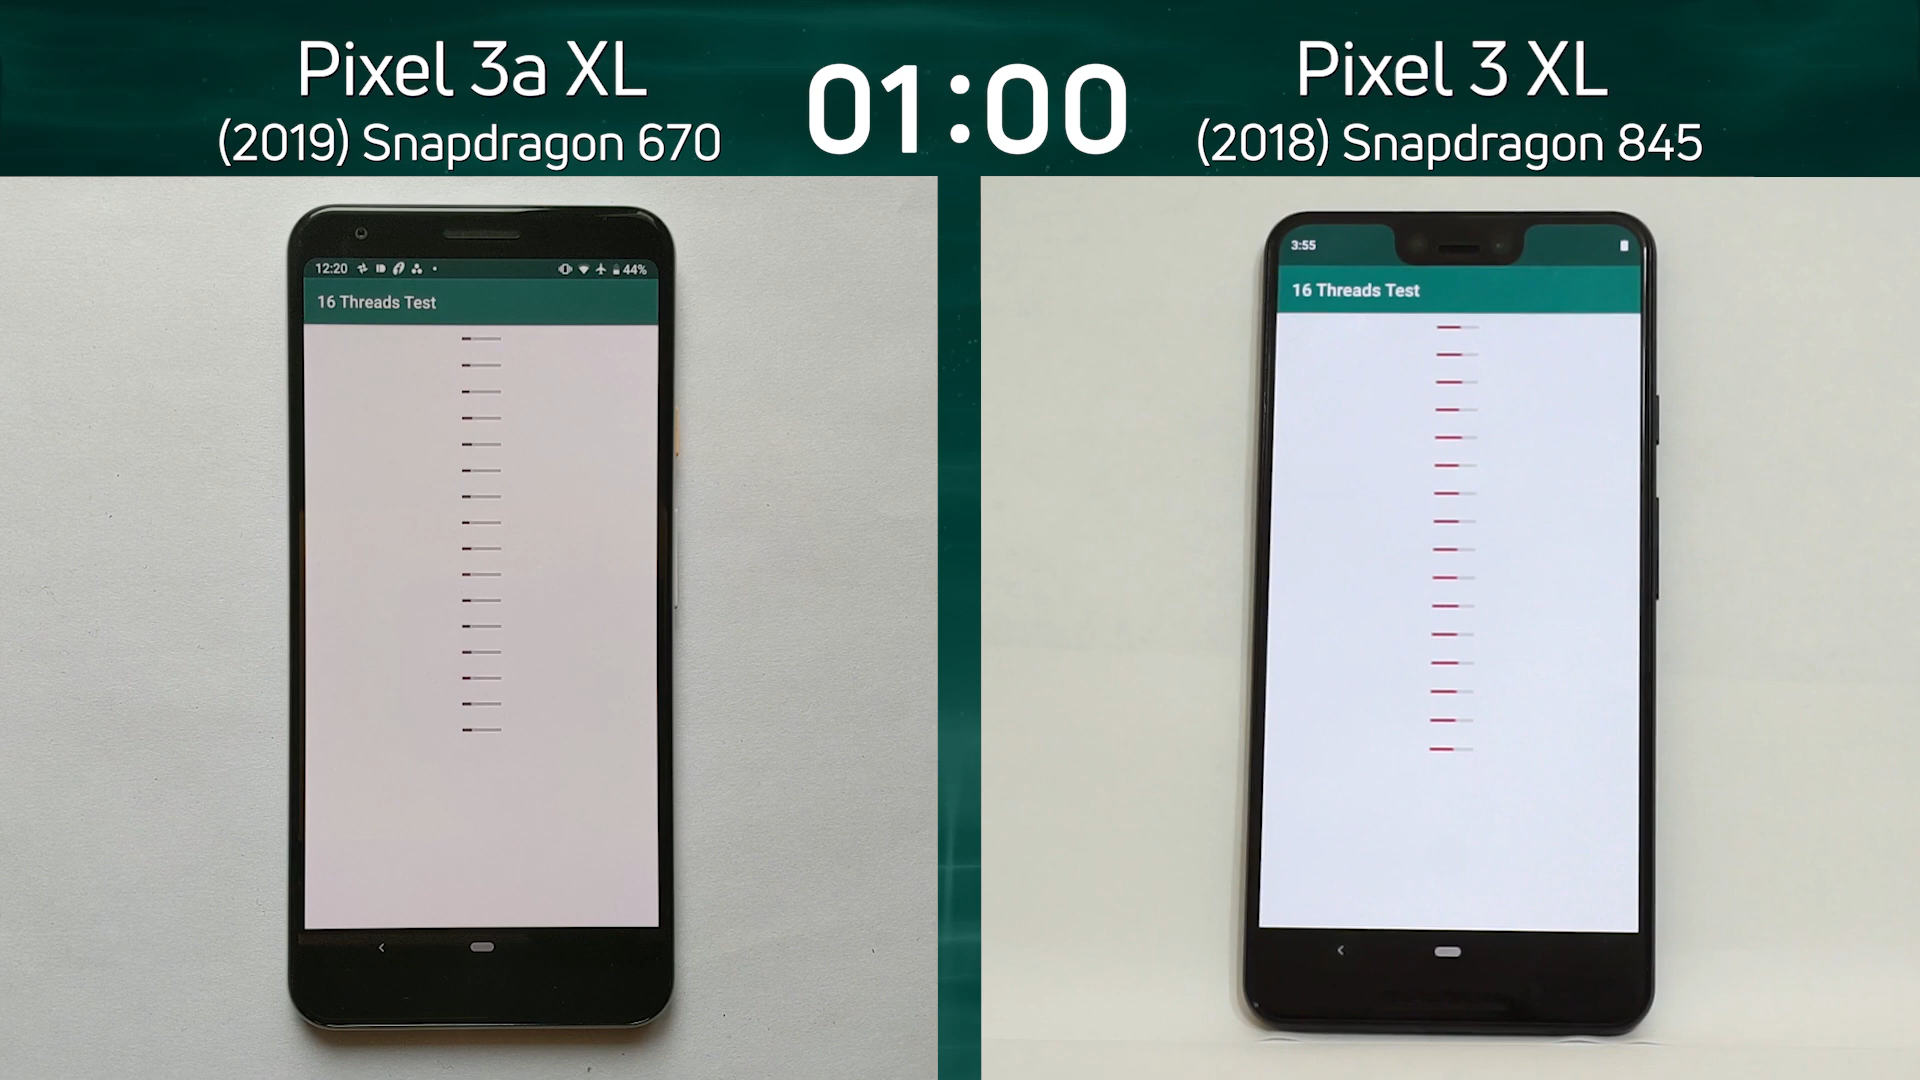 Pixel 3a XL
(2019) Snapdragon 670
01:00
Pixel 3 XL
(2018) Snapdragon 845
12:20
44%
16 Threads Test
3:55
16 Threads Test